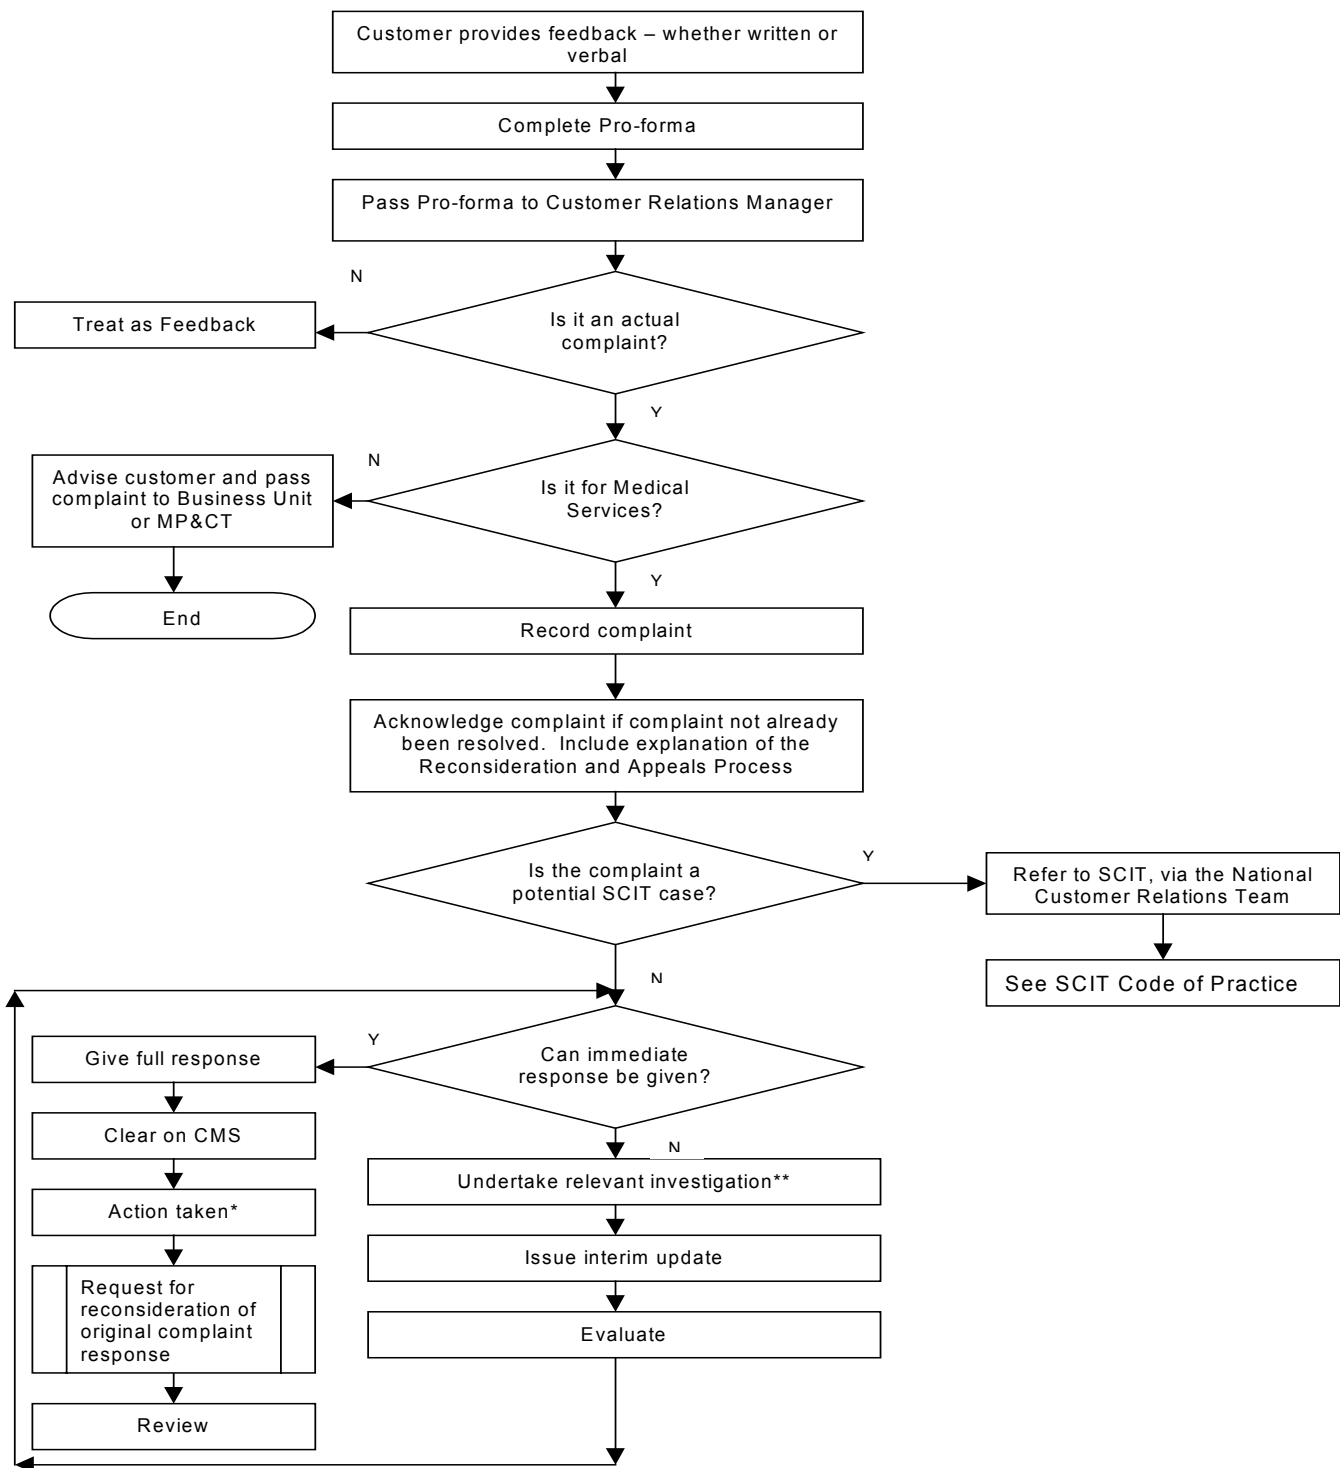 Customer provides feedback – whether written or
verbal
Complete Pro-forma
Pass Pro-forma to Customer Relations Manager
N
Is it an actual
complaint?
Treat as Feedback
Y
N
Is it for Medical
Services?
Advise customer and pass
complaint to Business Unit
or MP&CT
End
Y
Record complaint
Acknowledge complaint if complaint not already
been resolved.  Include explanation of the
Reconsideration and Appeals Process
Is the complaint a
potential SCIT case?
Y
Refer to SCIT, via the National
Customer Relations Team
See SCIT Code of Practice
N
Can immediate
response be given?
Y
Give full response
Clear on CMS
Action taken*
Request for
reconsideration of
original complaint
response
Review
N
Undertake relevant investigation**
Issue interim update
Evaluate